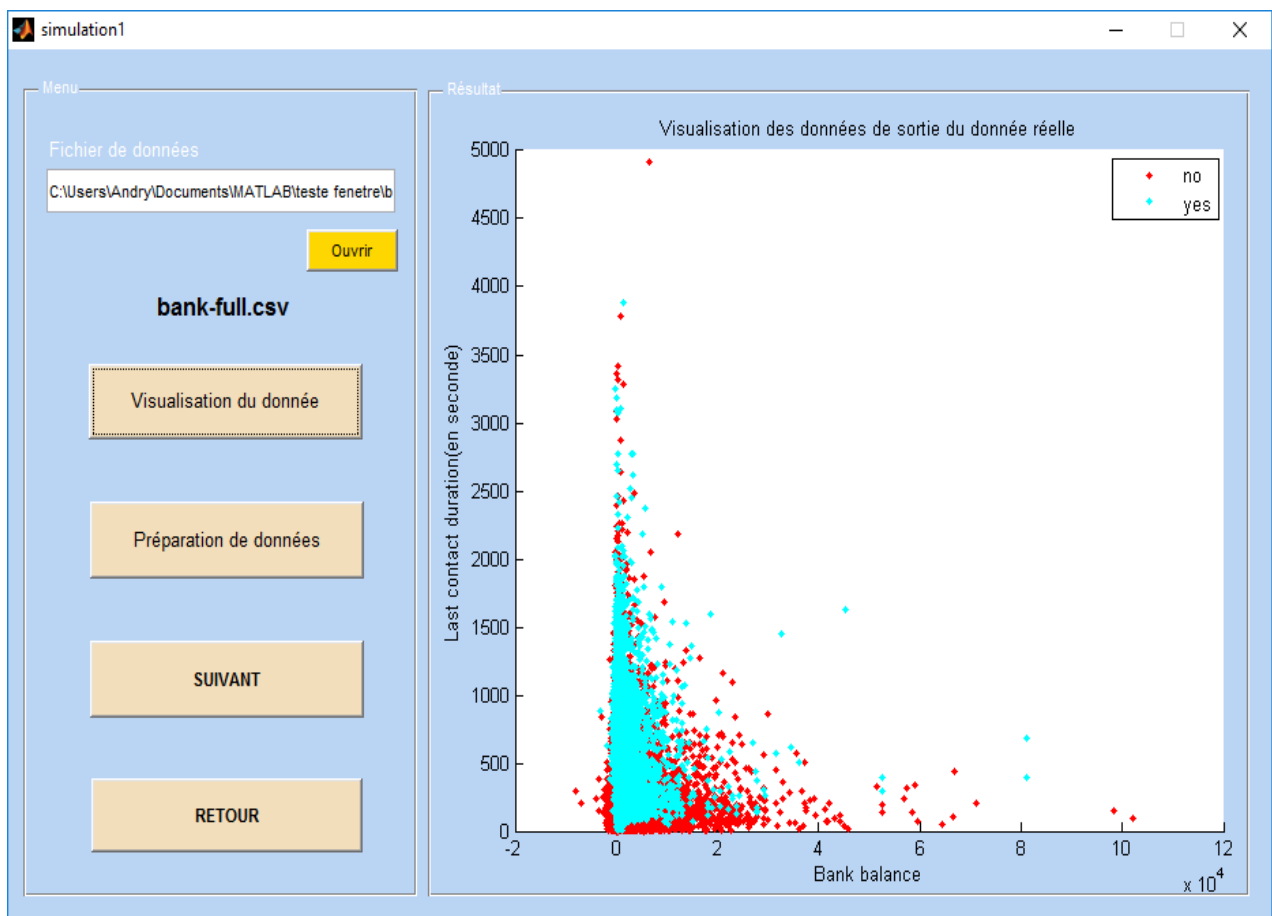 simulation1
Menu
Fichier de données
C:\Users\Andry\Documents\MATLAB\teste fenetre\b
Ouvrir
bank-full.csv
Visualisation du donnée
Préparation de données
SUIVANT
RETOUR
Résultat
Visualisation des données de sortie du donnée réelle
no
yes
Last contact duration(en seconde)
5000
4500
4000
3500
3000
2500
2000
1500
1000
500
0
-2 0 2 4 6 8 10 12
Bank balance
x 10^4